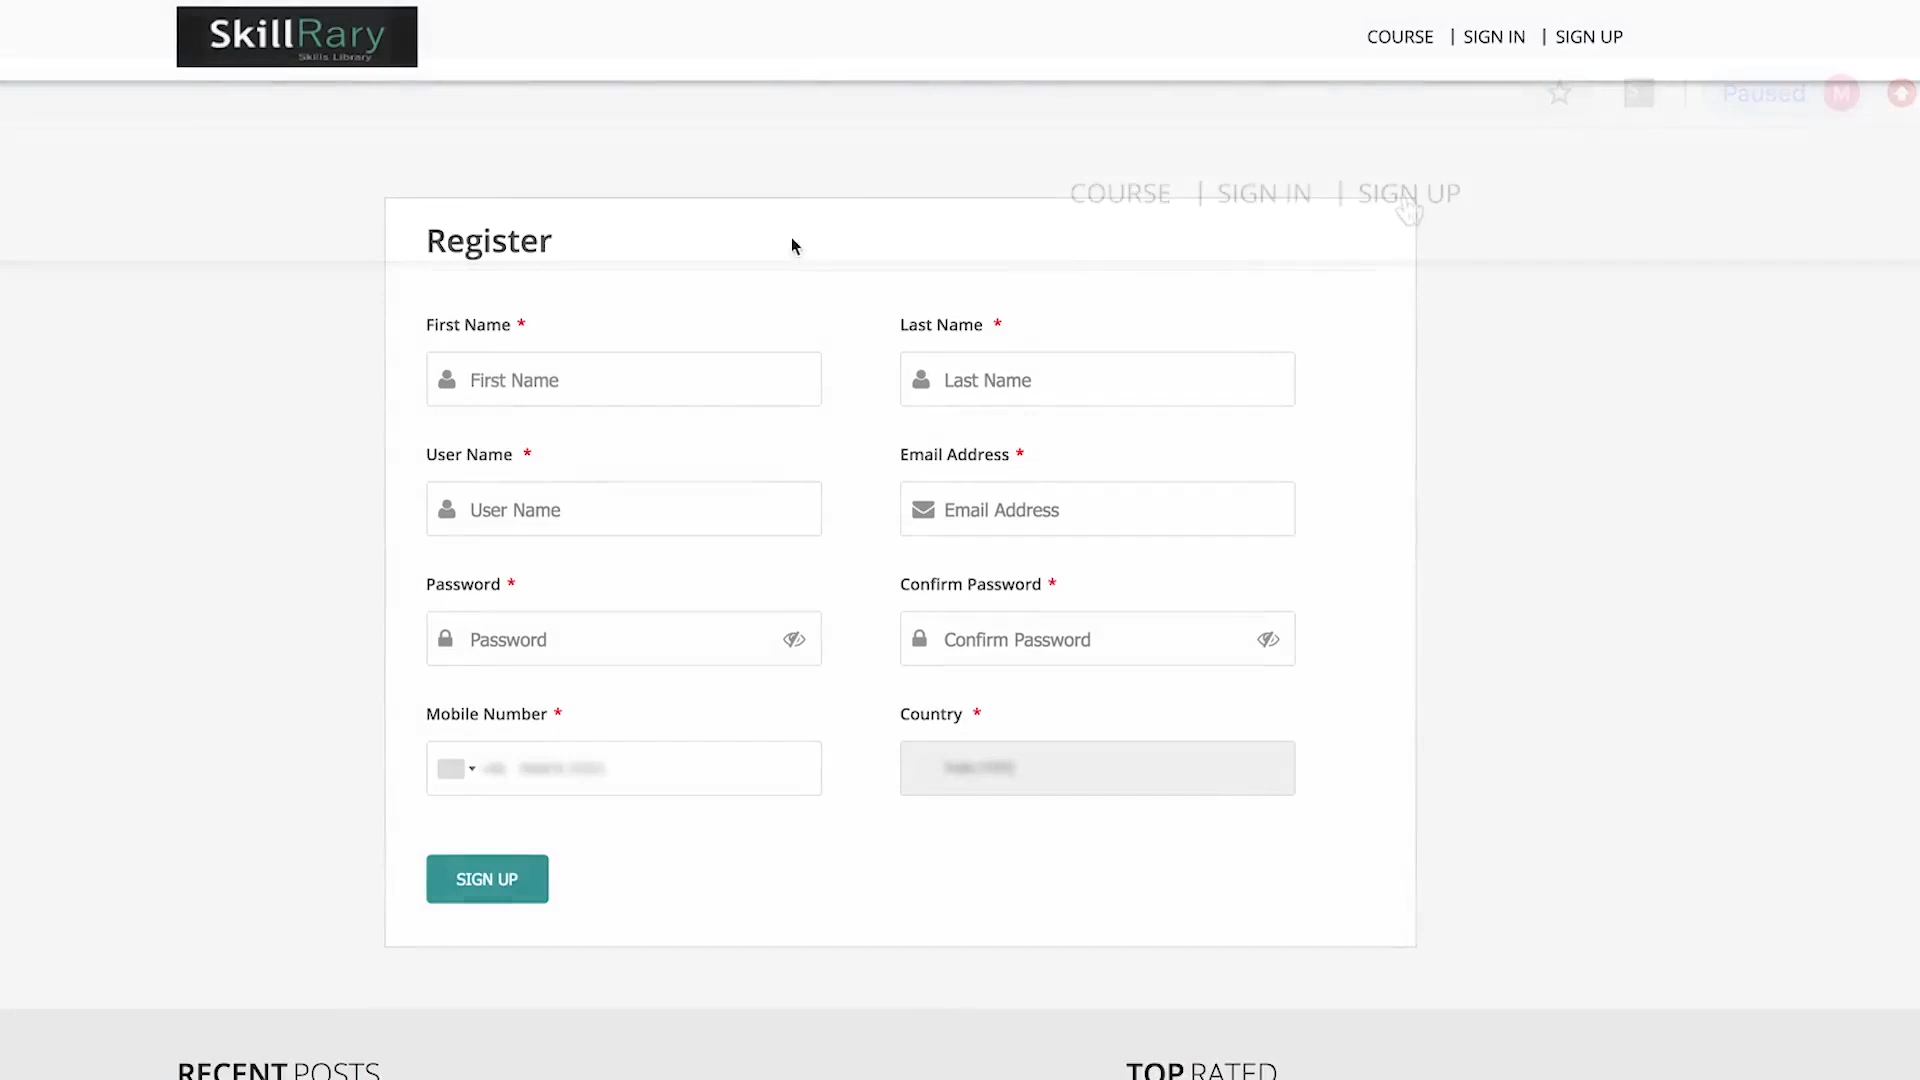 SkillRary
Skills Library
COURSE | SIGN IN | SIGN UP
Paused M
COURSE | SIGN IN | SIGN UP
Register
First Name * Last Name *
First Name Last Name
User Name * Email Address *
User Name Email Address
Password * Confirm Password *
Password Confirm Password
Mobile Number * Country *
SIGN UP
RECENT POSTS TOP RATED